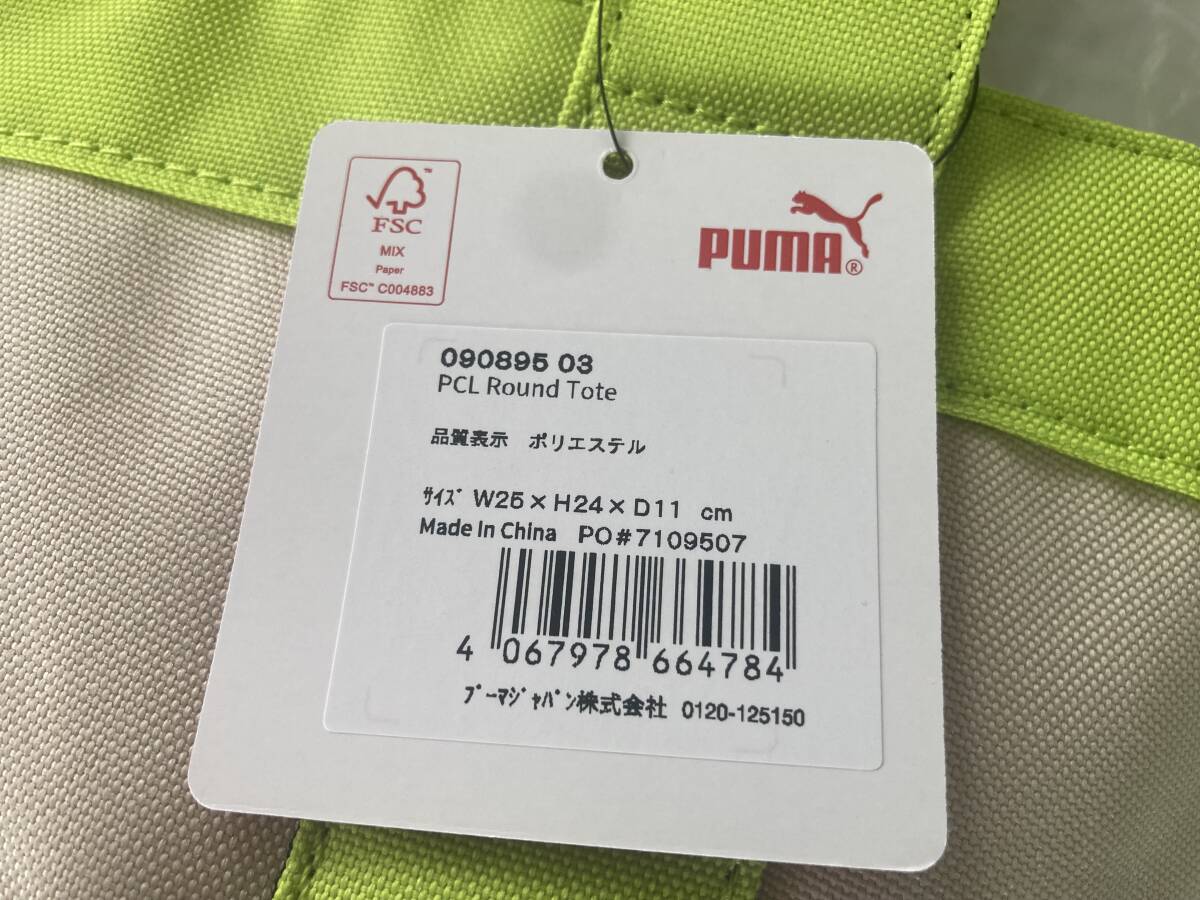 FSC™
MIX
Paper
FSC™ C004883
PUMA®
090895 03
PCL Round Tote
品質表示 ポリエステル
ｻｲｽﾞ W25×H24×D11 cm
Made In China PO#7109507
4 067978 664784
ﾌﾟｰﾏｼﾞｬﾊﾟﾝ株式会社 0120-125150